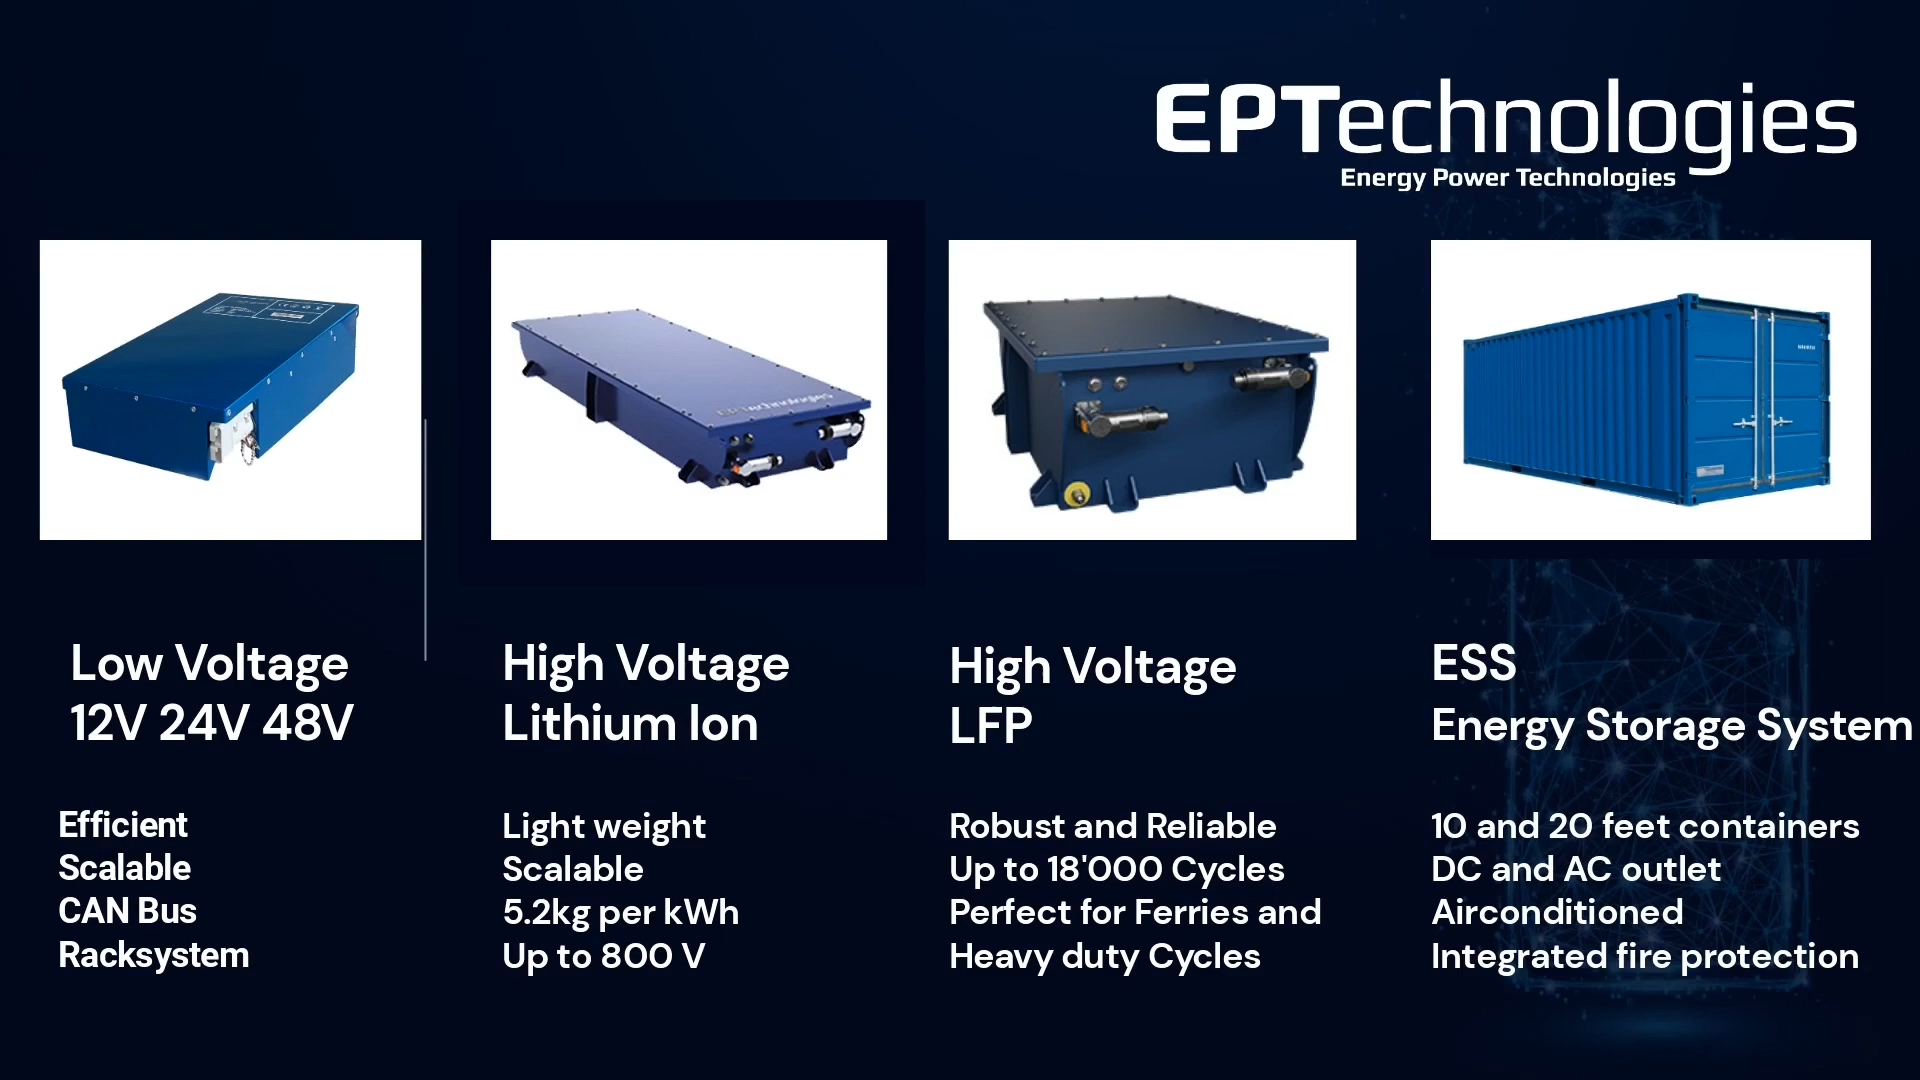 EPTechnologies
Energy Power Technologies
EPTechnologies
Low Voltage
12V 24V 48V
Efficient
Scalable
CAN Bus
Racksystem
High Voltage
Lithium Ion
Light weight
Scalable
5.2kg per kWh
Up to 800 V
High Voltage
LFP
Robust and Reliable
Up to 18'000 Cycles
Perfect for Ferries and
Heavy duty Cycles
ESS
Energy Storage System
10 and 20 feet containers
DC and AC outlet
Airconditioned
Integrated fire protection